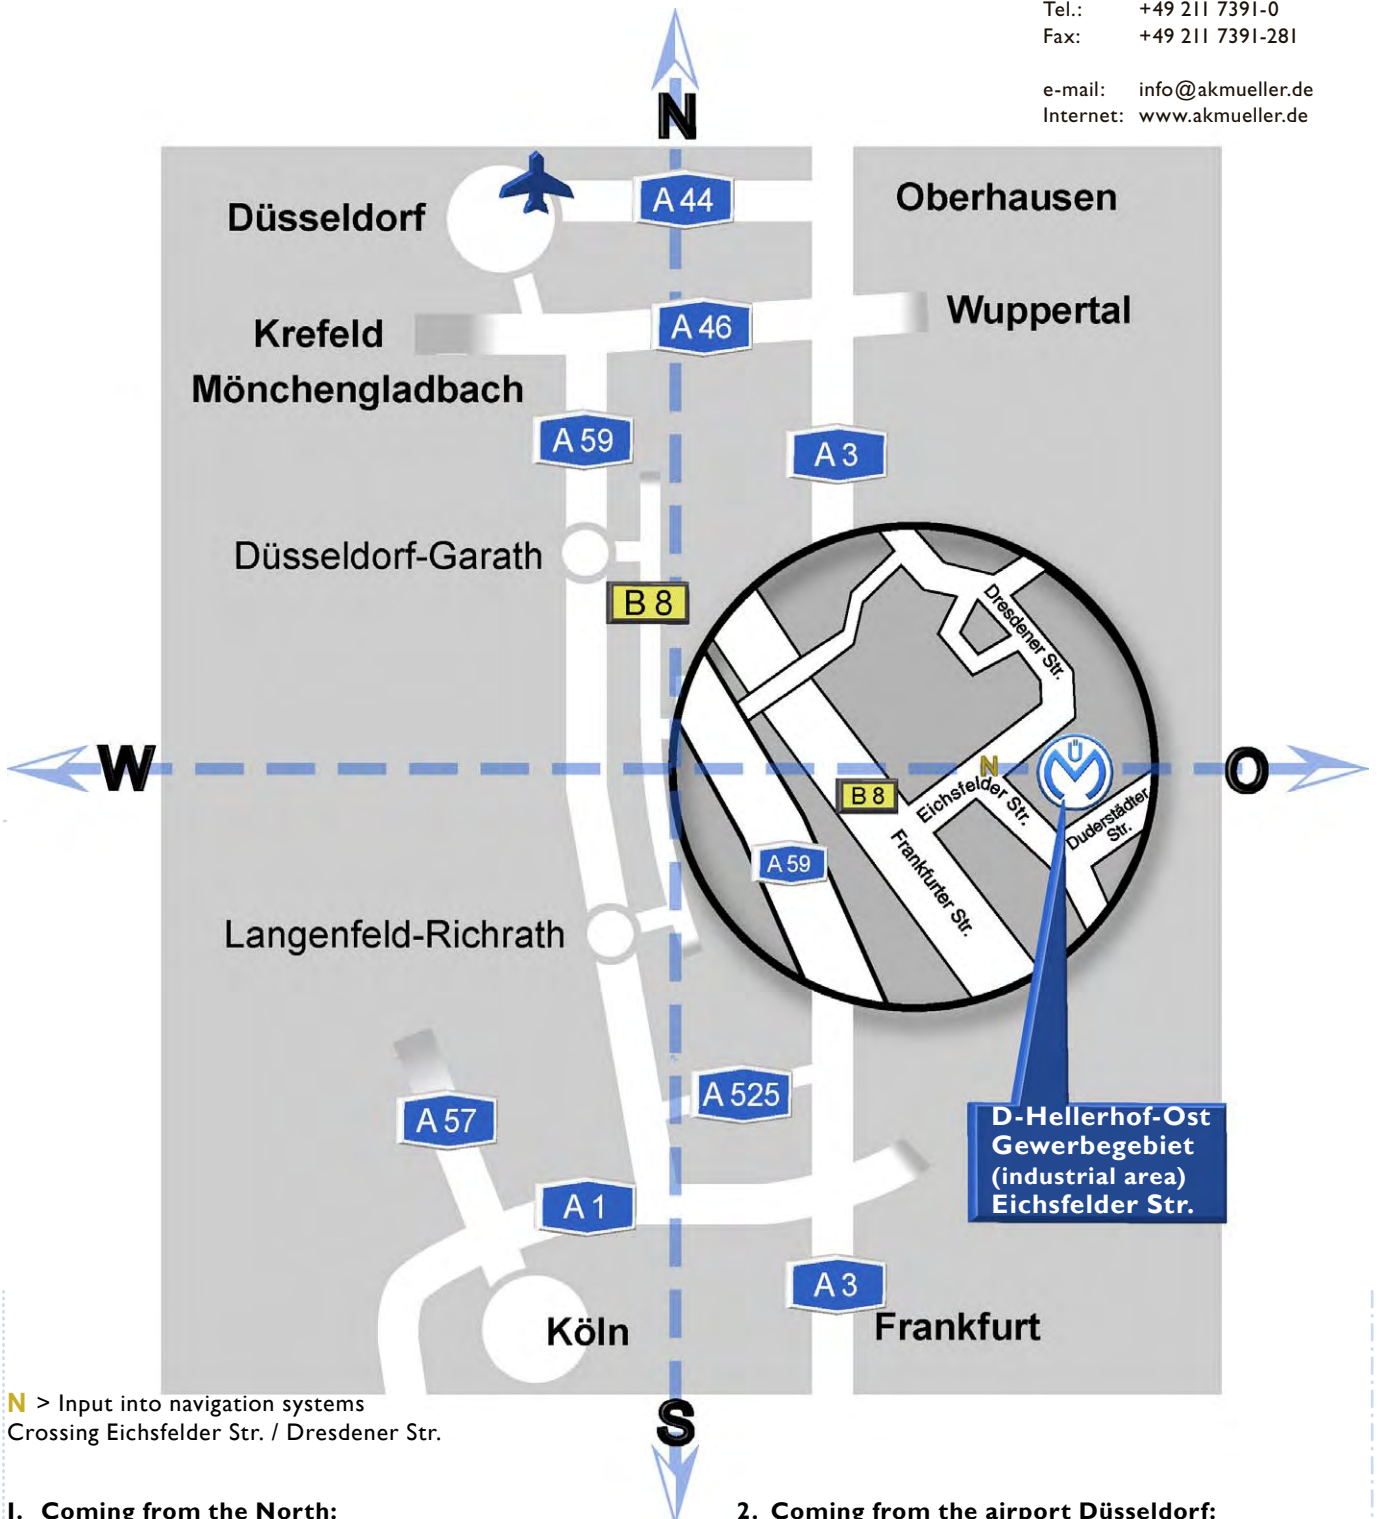 Tel.: +49 211 7391-0
Fax: +49 211 7391-281
e-mail: info@akmueller.de
Internet: www.akmueller.de
N
A 44
Düsseldorf
Oberhausen
A 46
Wuppertal
Krefeld
Mönchengladbach
A 59
A 3
Düsseldorf-Garath
B 8
Dresdener Str.
W
N
Ü
M
O
B 8
Eichsfelder Str.
Duderstädter
Str.
A 59
Frankfurter Str.
Langenfeld-Richrath
A 525
A 57
D-Hellerhof-Ost
Gewerbegebiet
(industrial area)
Eichsfelder Str.
A 1
A 3
Köln
Frankfurt
N > Input into navigation systems
Crossing Eichsfelder Str. / Dresdener Str.
S
1. Coming from the North:
2. Coming from the airport Düsseldorf: